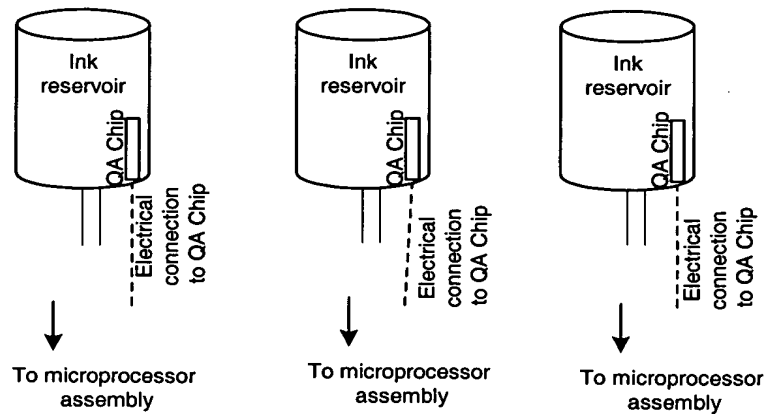 Ink
reservoir
QA Chip
Electrical
connection
to QA Chip
To microprocessor
assembly
Ink
reservoir
QA Chip
Electrical
connection
to QA Chip
To microprocessor
assembly
Ink
reservoir
QA Chip
Electrical
connection
to QA Chip
To microprocessor
assembly